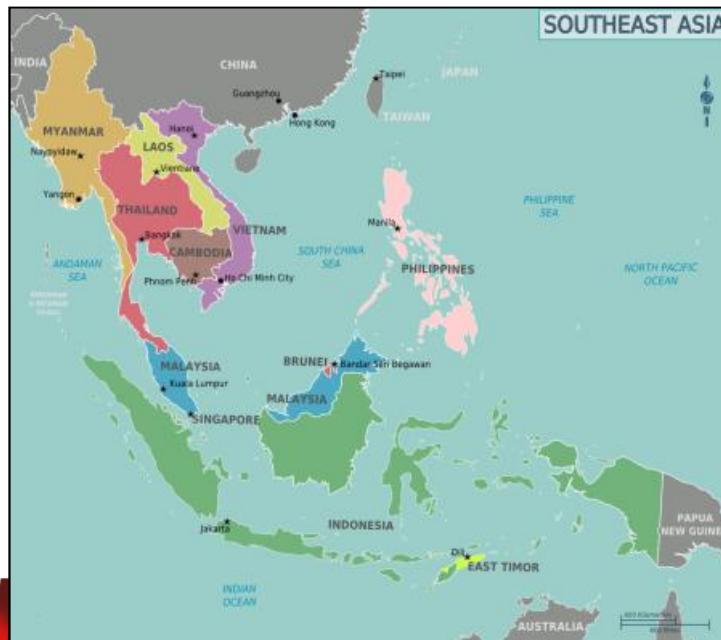 SOUTHEAST ASIA
INDIA
CHINA
Taipei
JAPAN
Guangzhou
Hong Kong
TAIWAN
N
MYANMAR
Hanoi
LAOS
Naypyidaw
Vientiane
Yangon
THAILAND
PHILIPPINE
SEA
Manila
Bangkok
VIETNAM
CAMBODIA
SOUTH CHINA
SEA
ANDAMAN
SEA
PHILIPPINES
NORTH PACIFIC
OCEAN
Phnom Penh
Ho Chi Minh City
BRUNEI
Bandar Seri Begawan
MALAYSIA
Kuala Lumpur
MALAYSIA
SINGAPORE
Jakarta
INDONESIA
PAPUA
NEW GUINE
Dili
EAST TIMOR
INDIAN
OCEAN
AUSTRALIA